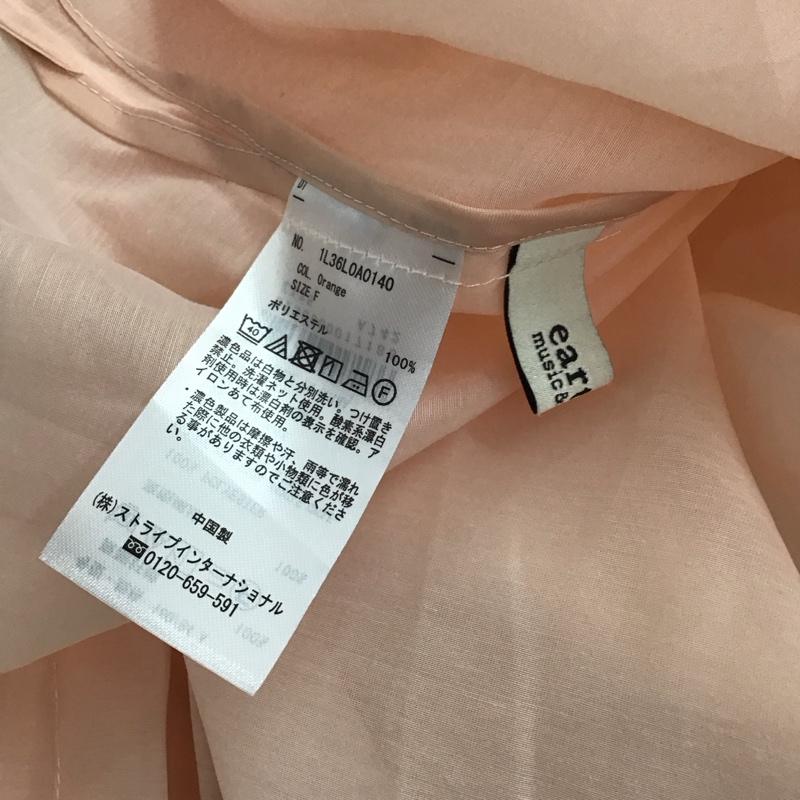 NO. 1L36L0A0140
COL. Orange
SIZE F
ポリエステル 100%
40
F
濃色品は白物と分別洗い。つけ置き
禁止。洗濯ネット使用。酸素系漂白
剤使用時は漂白剤の表示を確認。ア
イロンあて布使用。
・濃色製品は摩擦や汗、雨等で濡れ
た際に他の衣類や小物類に色が移
る事がありますのでご注意くださ
い。
中国製
(株)ストライプインターナショナル
0120-659-591
music&